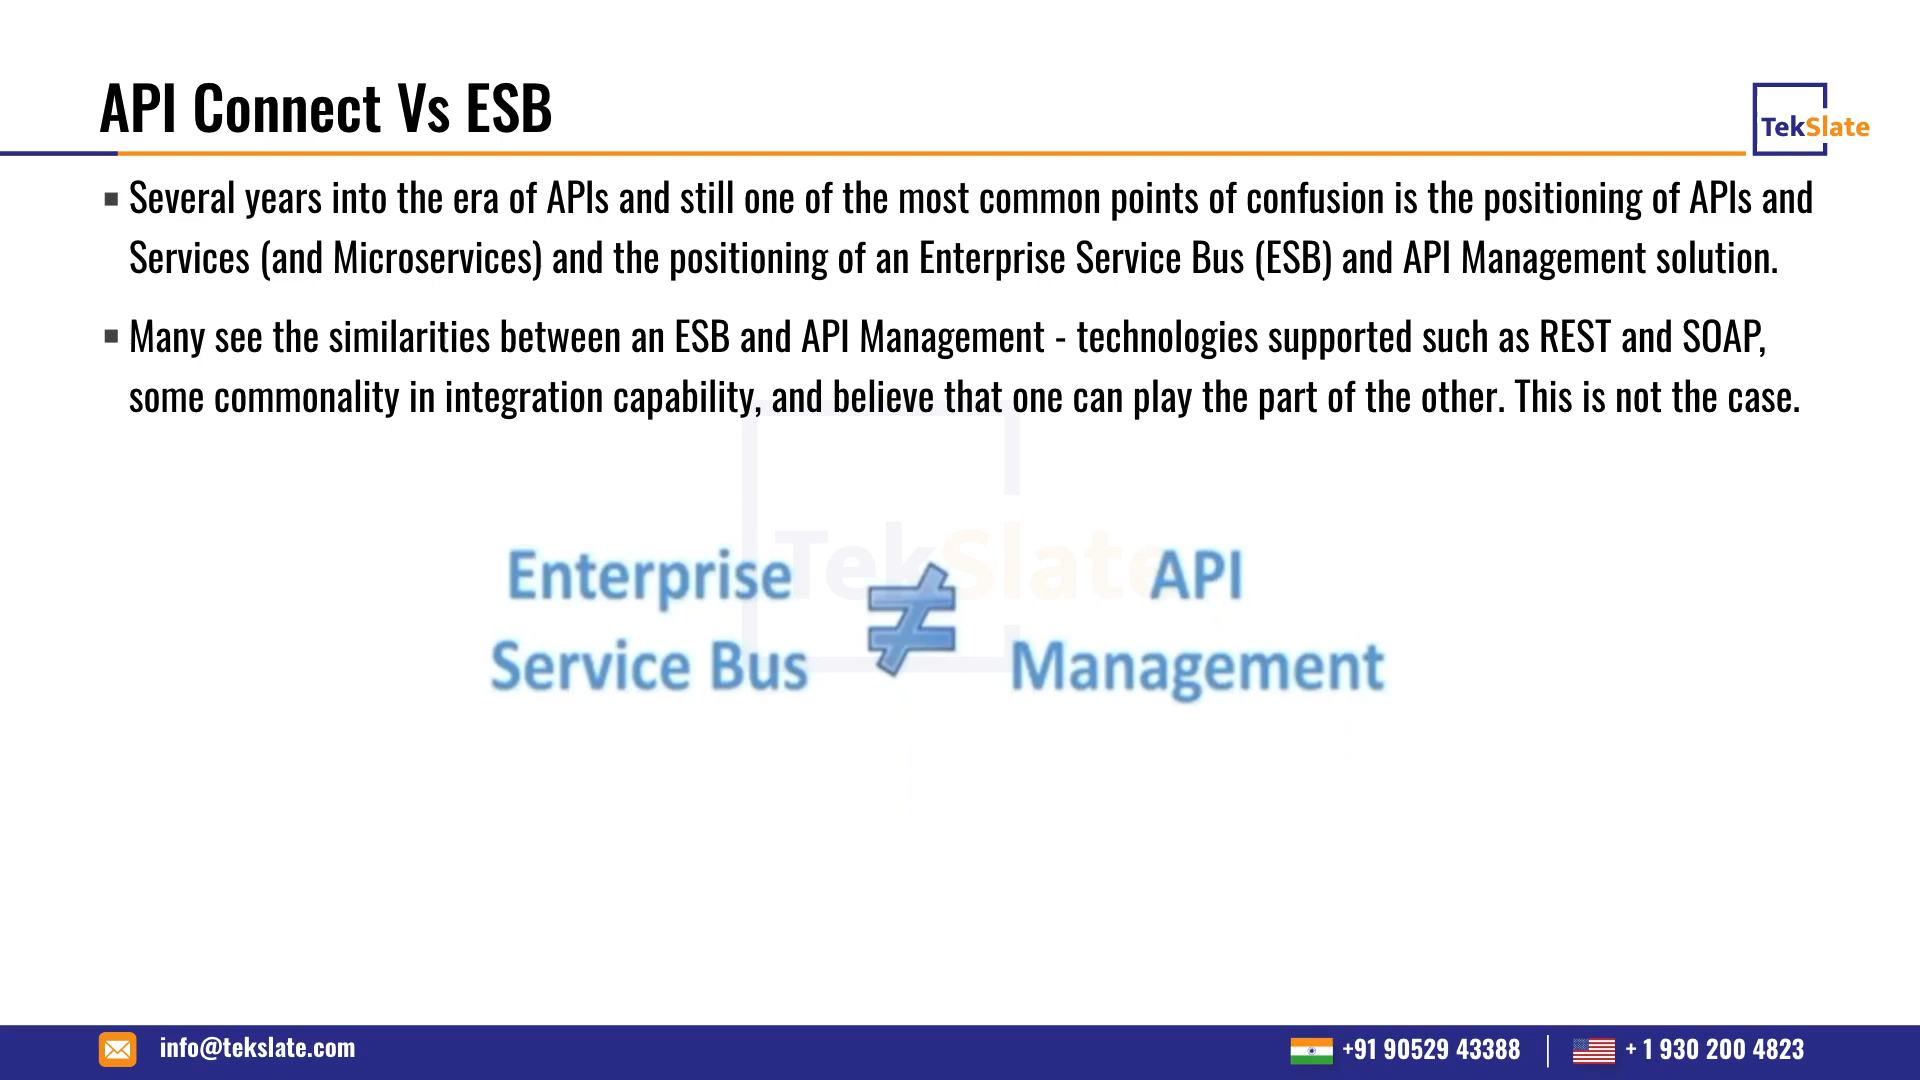 API Connect Vs ESB
TekSlate
▪ Several years into the era of APIs and still one of the most common points of confusion is the positioning of APIs and
Services (and Microservices) and the positioning of an Enterprise Service Bus (ESB) and API Management solution.
▪ Many see the similarities between an ESB and API Management - technologies supported such as REST and SOAP,
some commonality in integration capability, and believe that one can play the part of the other. This is not the case.
TekSlate
Enterprise ≠ API
Service Bus Management
info@tekslate.com
+91 90529 43388
+ 1 930 200 4823